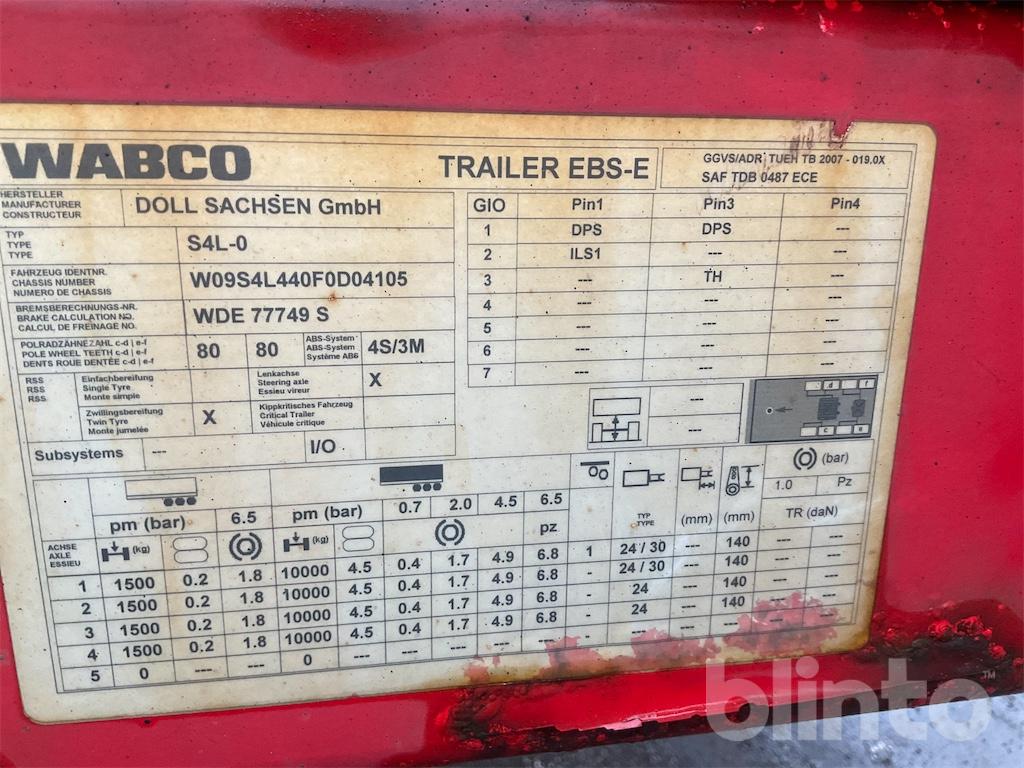 WABCO
TRAILER EBS-E
GGVS/ADR TUEH TB 2007 - 019.0X
SAF TDB 0487 ECE
HERSTELLER
MANUFACTURER
CONSTRUCTEUR
DOLL SACHSEN GmbH
TYP
TYPE
TYPE
S4L-0
FAHRZEUG IDENTNR.
CHASSIS NUMBER
NUMERO DE CHASSIS
W09S4L440F0D04105
BREMSBERECHNUNGS-NR.
BRAKE CALCULATION NO.
CALCUL DE FREINAGE NO.
WDE 77749 S
POLRADZÄHNEZAHL c-d | e-f
POLE WHEEL TEETH c-d | e-f
DENTS ROUE DENTÉE c-d | e-f
80 80
ABS-System
ABS-System
Système AB6
4S/3M
RSS
RSS
RSS
Einfachbereifung
Single Tyre
Monte simple
Lenkachse
Steering axle
Essieu vireur
X
Zwillingsbereifung
Twin Tyre
Monte jumelée
X
Kippkritisches Fahrzeug
Critical Trailer
Véhicule critique
Subsystems --- I/O
GIO Pin1 Pin3 Pin4
1 DPS DPS ---
2 ILS1 --- ---
3 --- TH ---
4 --- --- ---
5 --- --- ---
6 --- --- ---
7 --- --- ---
---
---
.d f
c e
pm (bar) 6.5 pm (bar) 0.7 2.0 4.5 6.5
pz
TYP
TYPE
(mm) (mm)
(bar)
1.0 Pz
TR (daN)
ACHSE
AXLE
ESSIEU
(kg) (kg)
1 1500 0.2 1.8 10000 4.5 0.4 1.7 4.9 6.8 1 24 / 30 --- 140
2 1500 0.2 1.8 10000 4.5 0.4 1.7 4.9 6.8 - 24 / 30 --- 140
3 1500 0.2 1.8 10000 4.5 0.4 1.7 4.9 6.8 - 24 --- 140
4 1500 0.2 1.8 10000 4.5 0.4 1.7 4.9 6.8 - 24 --- 140
5 0 --- --- 0 --- --- --- --- --- -
blinto™